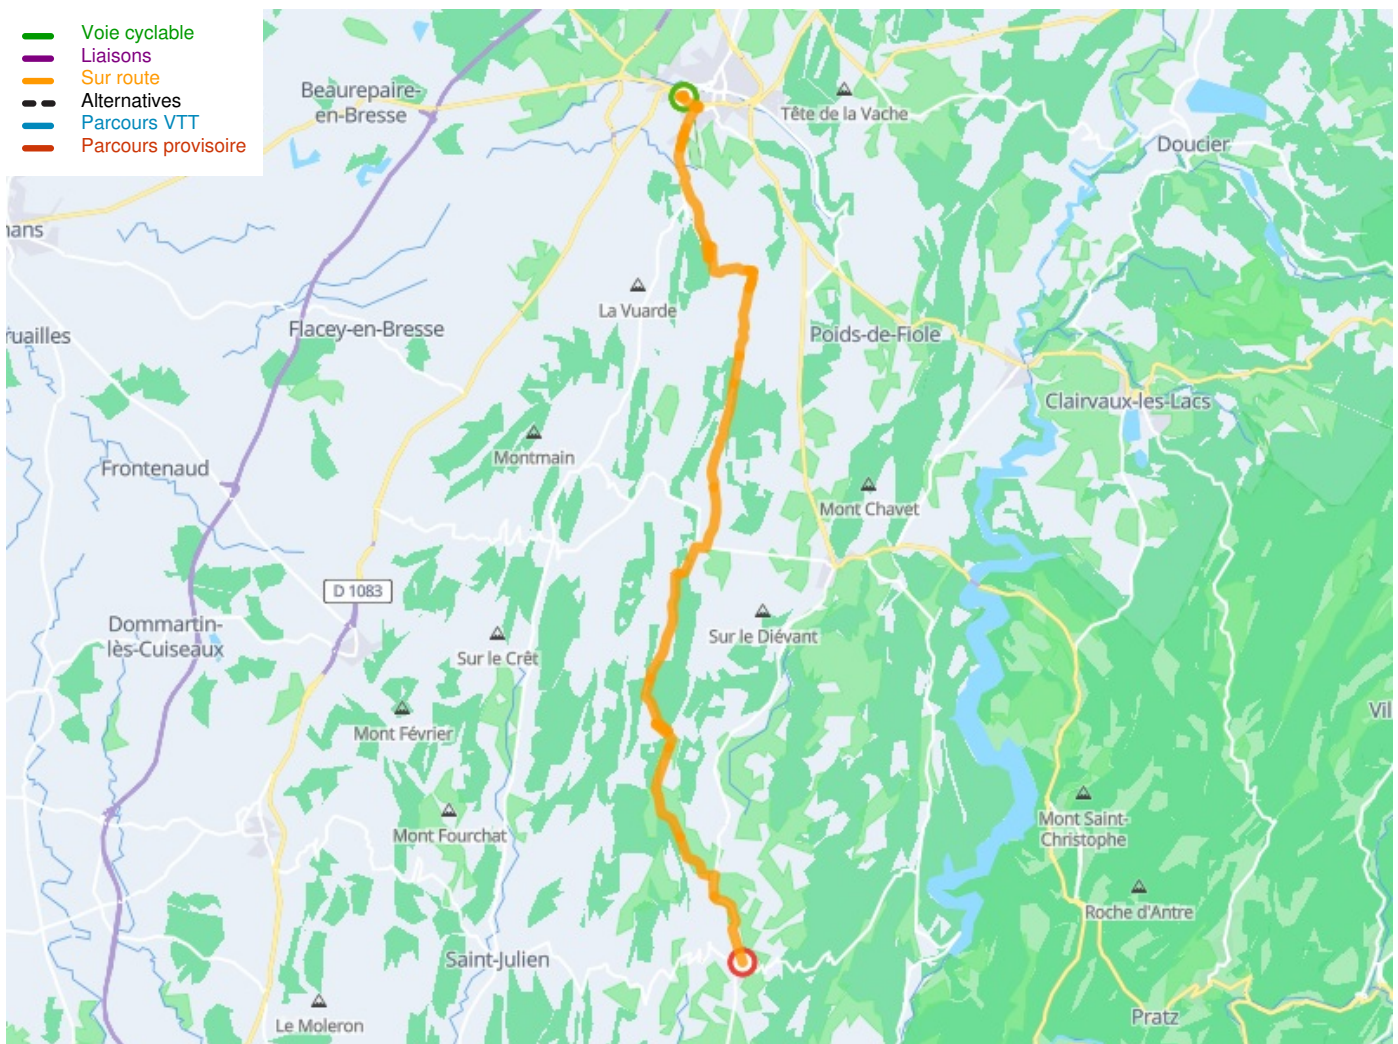 Voie cyclable
Liaisons
Sur route
Alternatives
Parcours VTT
Parcours provisoire
Beaurepaire-
en-Bresse
Tête de la Vache
Doucier
nans
La Vuarde
Flacey-en-Bresse
ruailles
Poids-de-Fiole
Clairvaux-les-Lacs
Montmain
Frontenaud
Mont Chavet
D 1083
Sur le Diévant
Dommartin-
lès-Cuiseaux
Sur le Crêt
Mont Février
Vil
Mont Fourchat
Mont Saint-
Christophe
Roche d'Antre
Saint-Julien
Le Moleron
Pratz